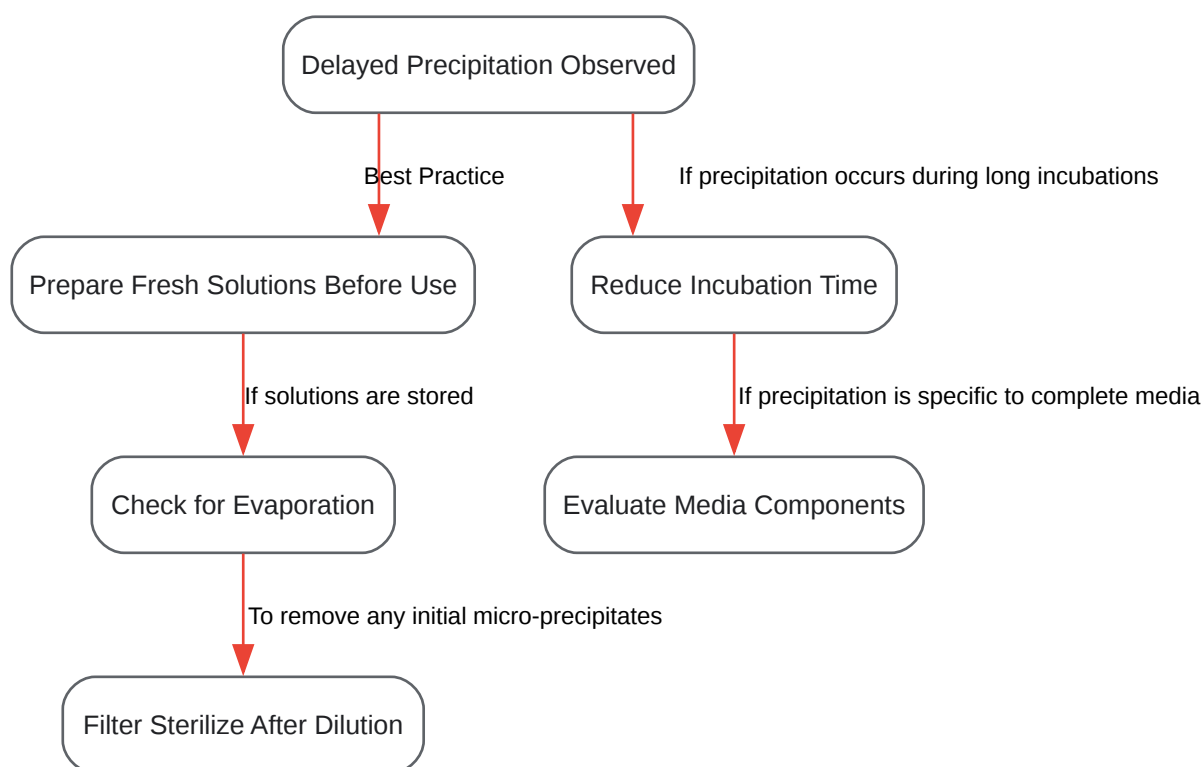 Delayed Precipitation Observed
Best Practice
If precipitation occurs during long incubations
Prepare Fresh Solutions Before Use
Reduce Incubation Time
If solutions are stored
If precipitation is specific to complete media
Check for Evaporation
Evaluate Media Components
To remove any initial micro-precipitates
Filter Sterilize After Dilution